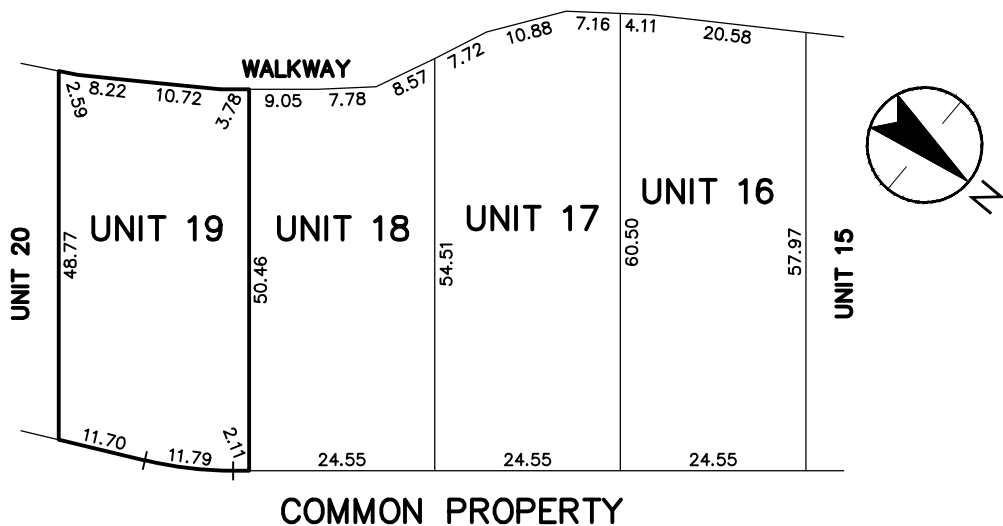 7.16
4.11
10.88
20.58
7.72
WALKWAY
8.57
2.59
8.22
10.72
3.78
9.05
7.78
N
UNIT 19
UNIT 18
UNIT 17
UNIT 16
UNIT 20
48.77
50.46
54.51
60.50
57.97
UNIT 15
11.70
11.79
2.11
24.55
24.55
24.55
COMMON PROPERTY